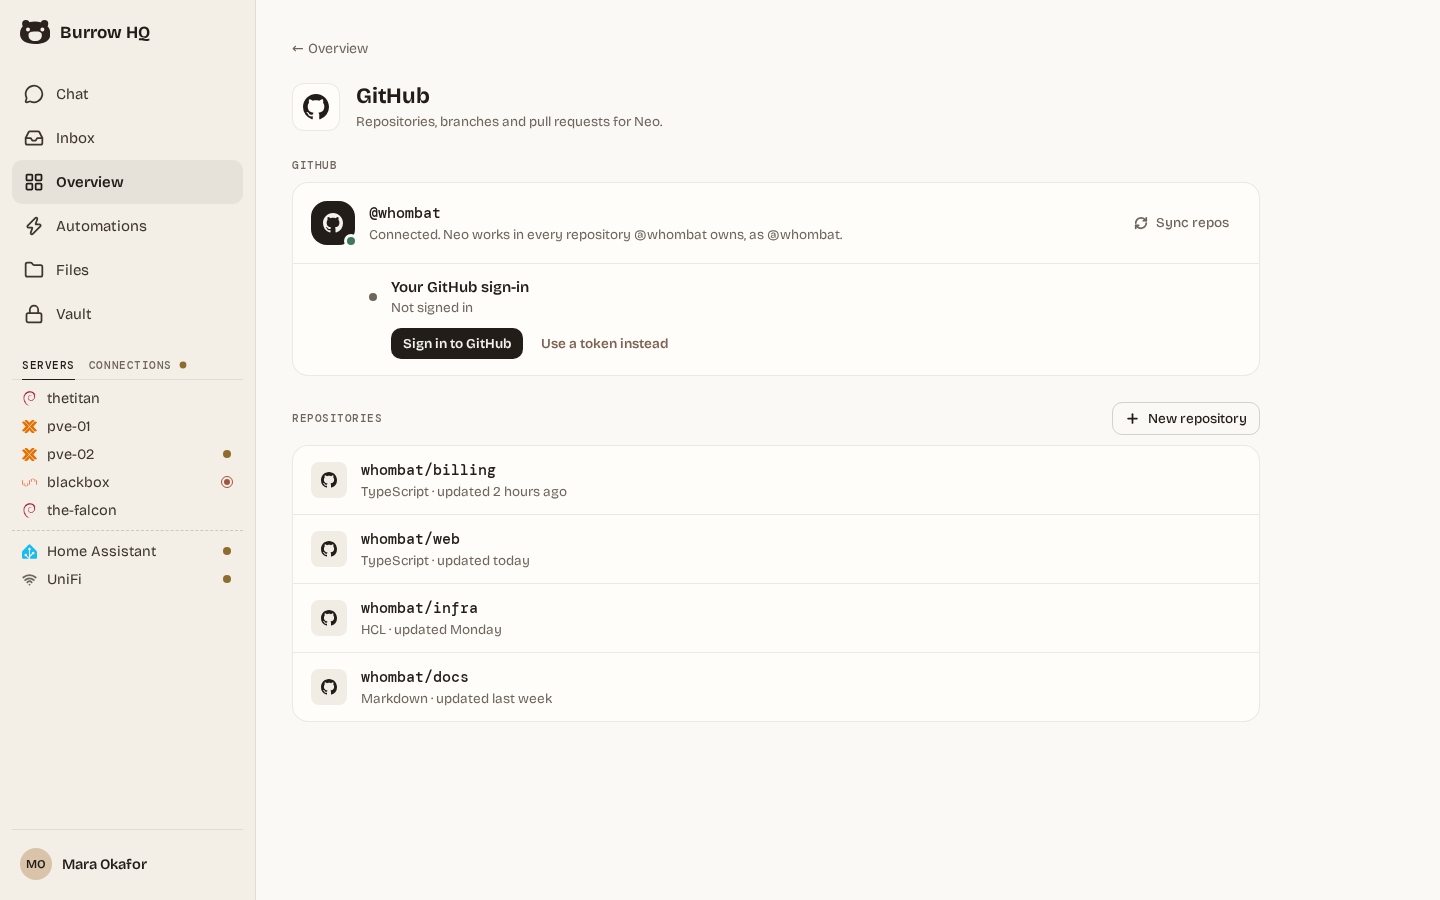 Burrow HQ
Chat
Inbox
Overview
Automations
Files
Vault
SERVERS CONNECTIONS
thetitan
pve-01
pve-02
blackbox
the-falcon
Home Assistant
UniFi
MO Mara Okafor
← Overview
GitHub
Repositories, branches and pull requests for Neo.
GITHUB
@whombat
Connected. Neo works in every repository @whombat owns, as @whombat.
Sync repos
Your GitHub sign-in
Not signed in
Sign in to GitHub Use a token instead
REPOSITORIES
+ New repository
whombat/billing
TypeScript · updated 2 hours ago
whombat/web
TypeScript · updated today
whombat/infra
HCL · updated Monday
whombat/docs
Markdown · updated last week